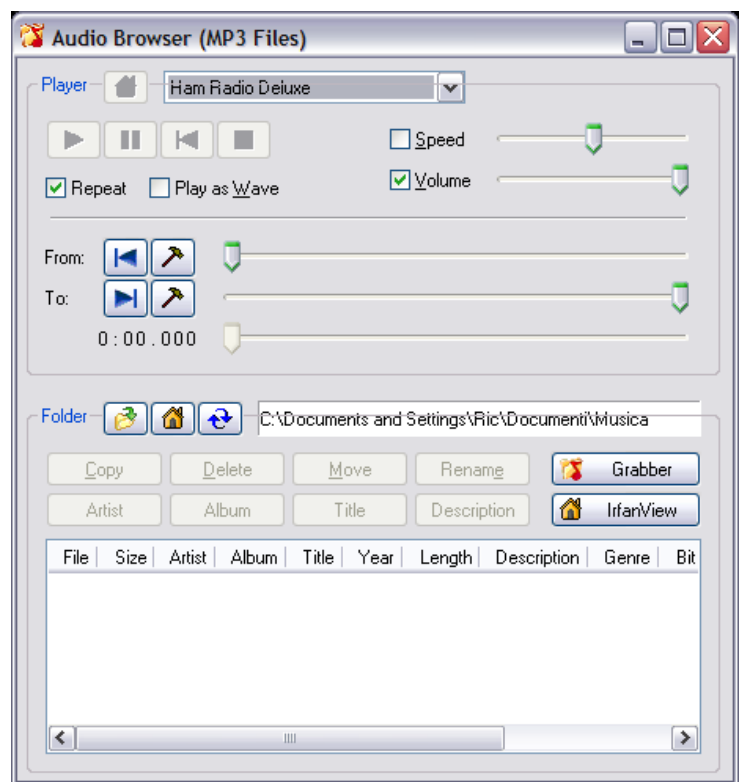 Audio Browser (MP3 Files)
Player
Ham Radio Deluxe
Speed
Repeat Play as Wave Volume
From:
To:
0:00.000
Folder C:\Documents and Settings\Ric\Documenti\Musica
Copy Delete Move Rename Grabber
Artist Album Title Description IrfanView
File Size Artist Album Title Year Length Description Genre Bit